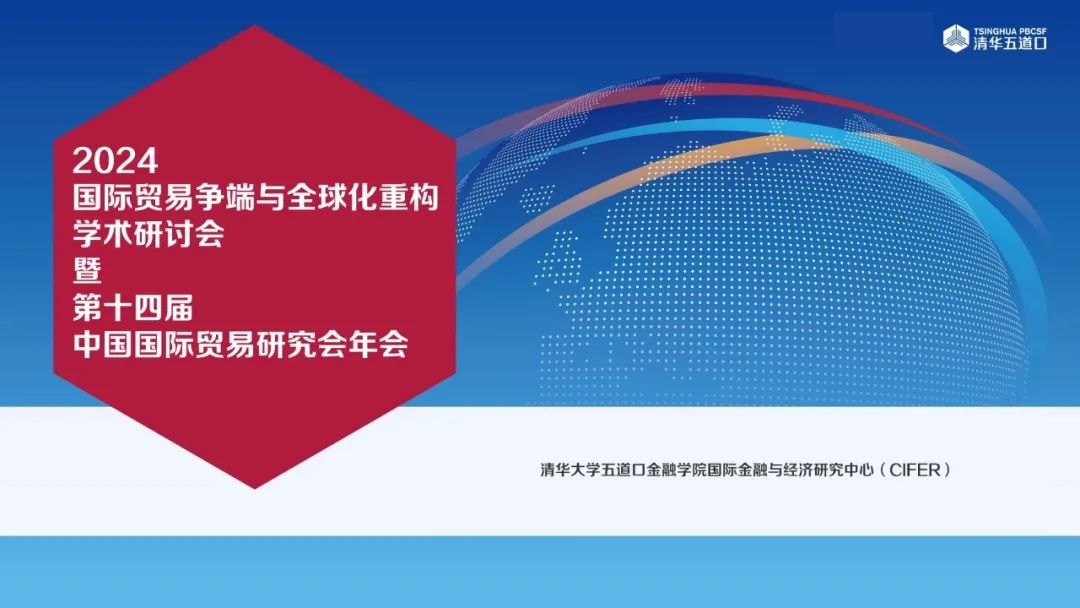 TSINGHUA PBCSF
清华五道口
2024
国际贸易争端与全球化重构
学术研讨会
暨
第十四届
中国国际贸易研究会年会
清华大学五道口金融学院国际金融与经济研究中心（CIFER）